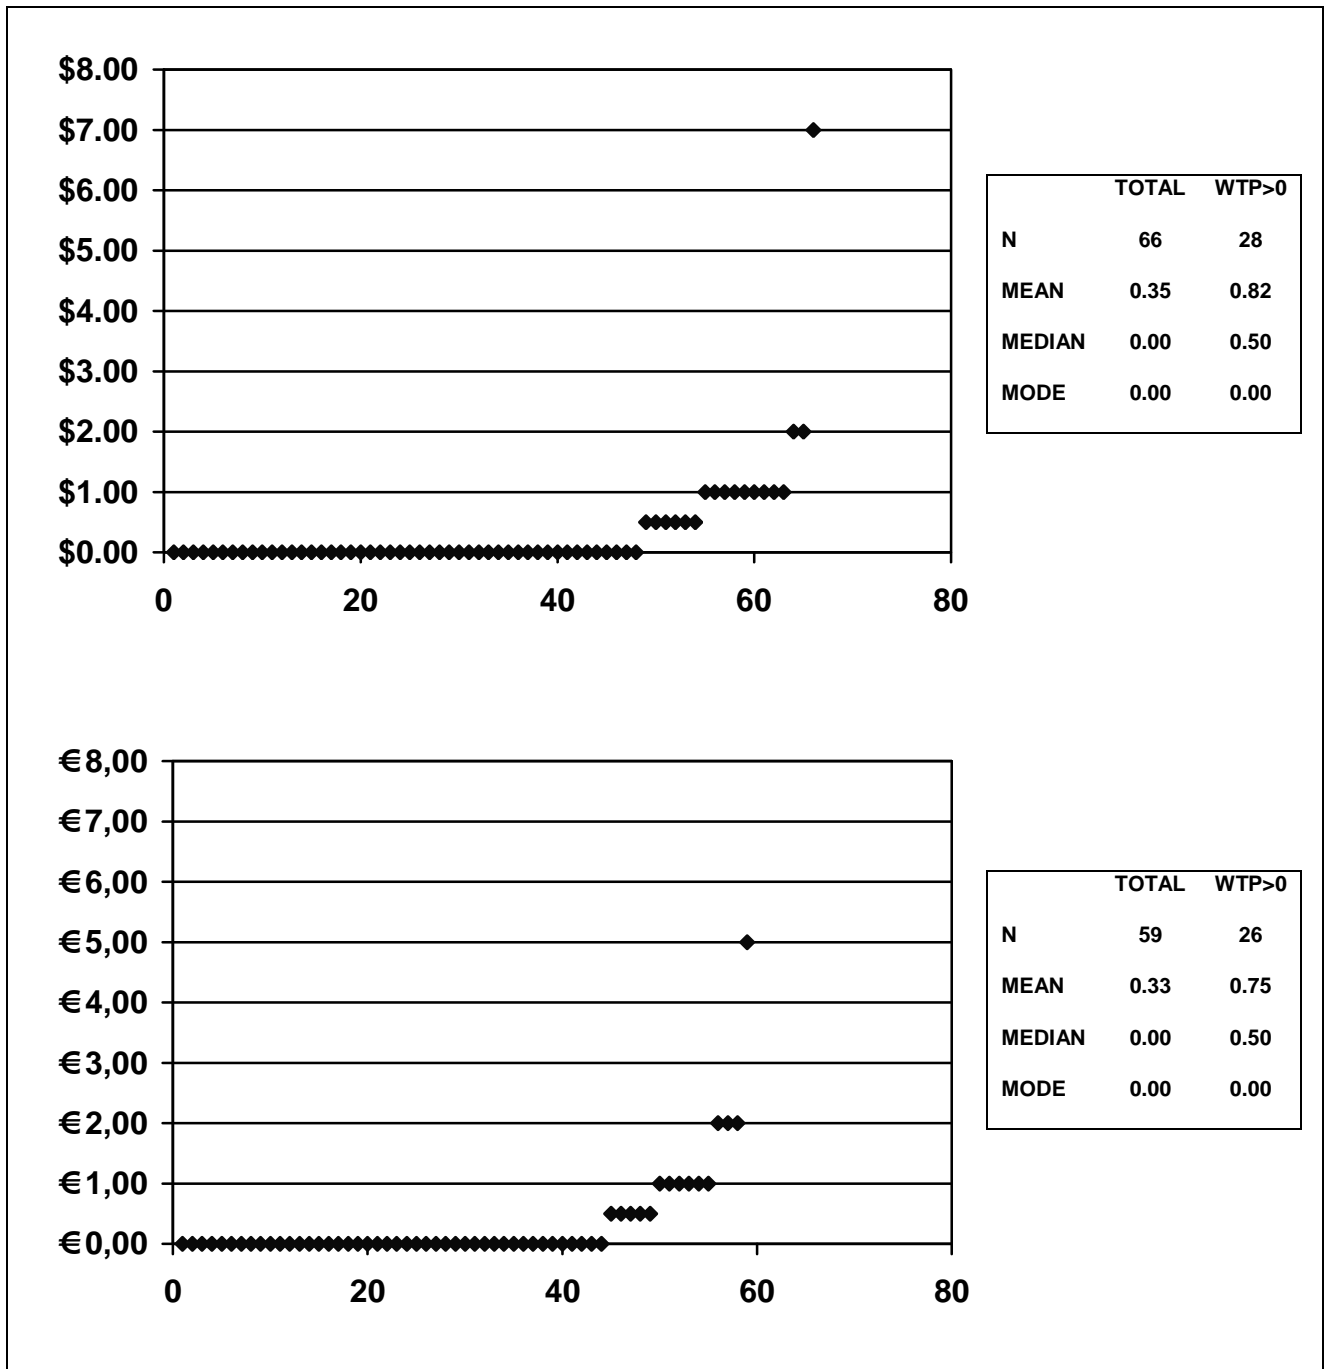 $8.00
$7.00
$6.00
$5.00
$4.00
$3.00
$2.00
$1.00
$0.00
0 20 40 60 80
TOTAL WTP>0
N 66 28
MEAN 0.35 0.82
MEDIAN 0.00 0.50
MODE 0.00 0.00
€8,00
€7,00
€6,00
€5,00
€4,00
€3,00
€2,00
€1,00
€0,00
0 20 40 60 80
TOTAL WTP>0
N 59 26
MEAN 0.33 0.75
MEDIAN 0.00 0.50
MODE 0.00 0.00